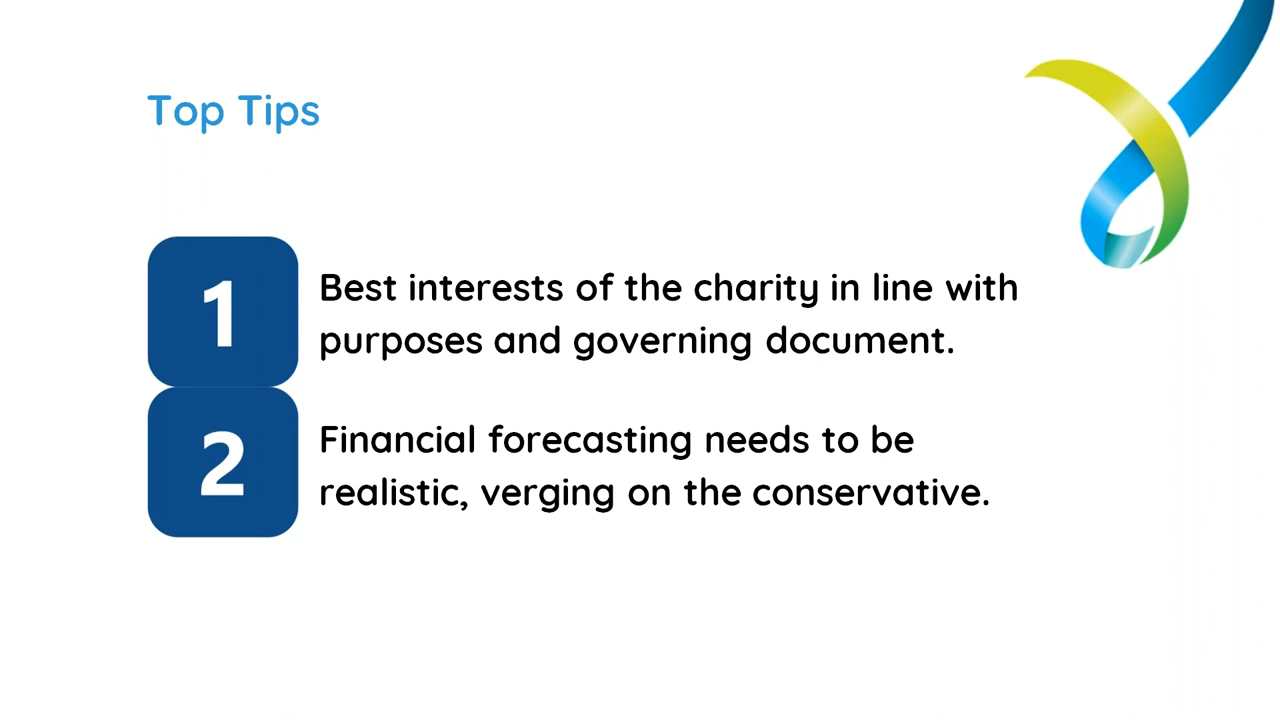 Top Tips
1
Best interests of the charity in line with
purposes and governing document.
2
Financial forecasting needs to be
realistic, verging on the conservative.